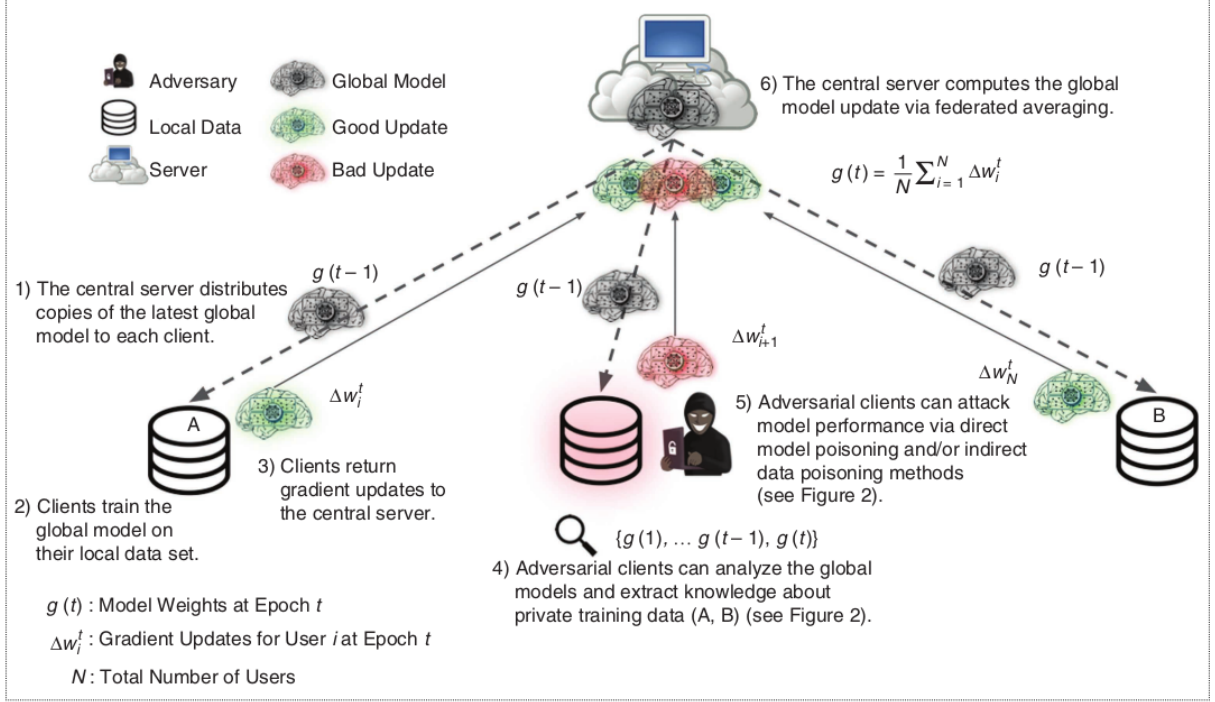 Adversary
Global Model
Local Data
Good Update
Server
Bad Update
6) The central server computes the global
model update via federated averaging.
g (t) = 1/N ∑_{i = 1}^{N} Δw_i^t
g (t – 1)
g (t – 1)
g (t – 1)
1) The central server distributes
copies of the latest global
model to each client.
Δw_i^t
Δw_{i+1}^t
Δw_N^t
A
B
5) Adversarial clients can attack
model performance via direct
model poisoning and/or indirect
data poisoning methods
(see Figure 2).
3) Clients return
gradient updates to
the central server.
2) Clients train the
global model on
their local data set.
{g (1), … g (t – 1), g (t)}
4) Adversarial clients can analyze the global
models and extract knowledge about
private training data (A, B) (see Figure 2).
g (t) : Model Weights at Epoch t
Δw_i^t : Gradient Updates for User i at Epoch t
N : Total Number of Users